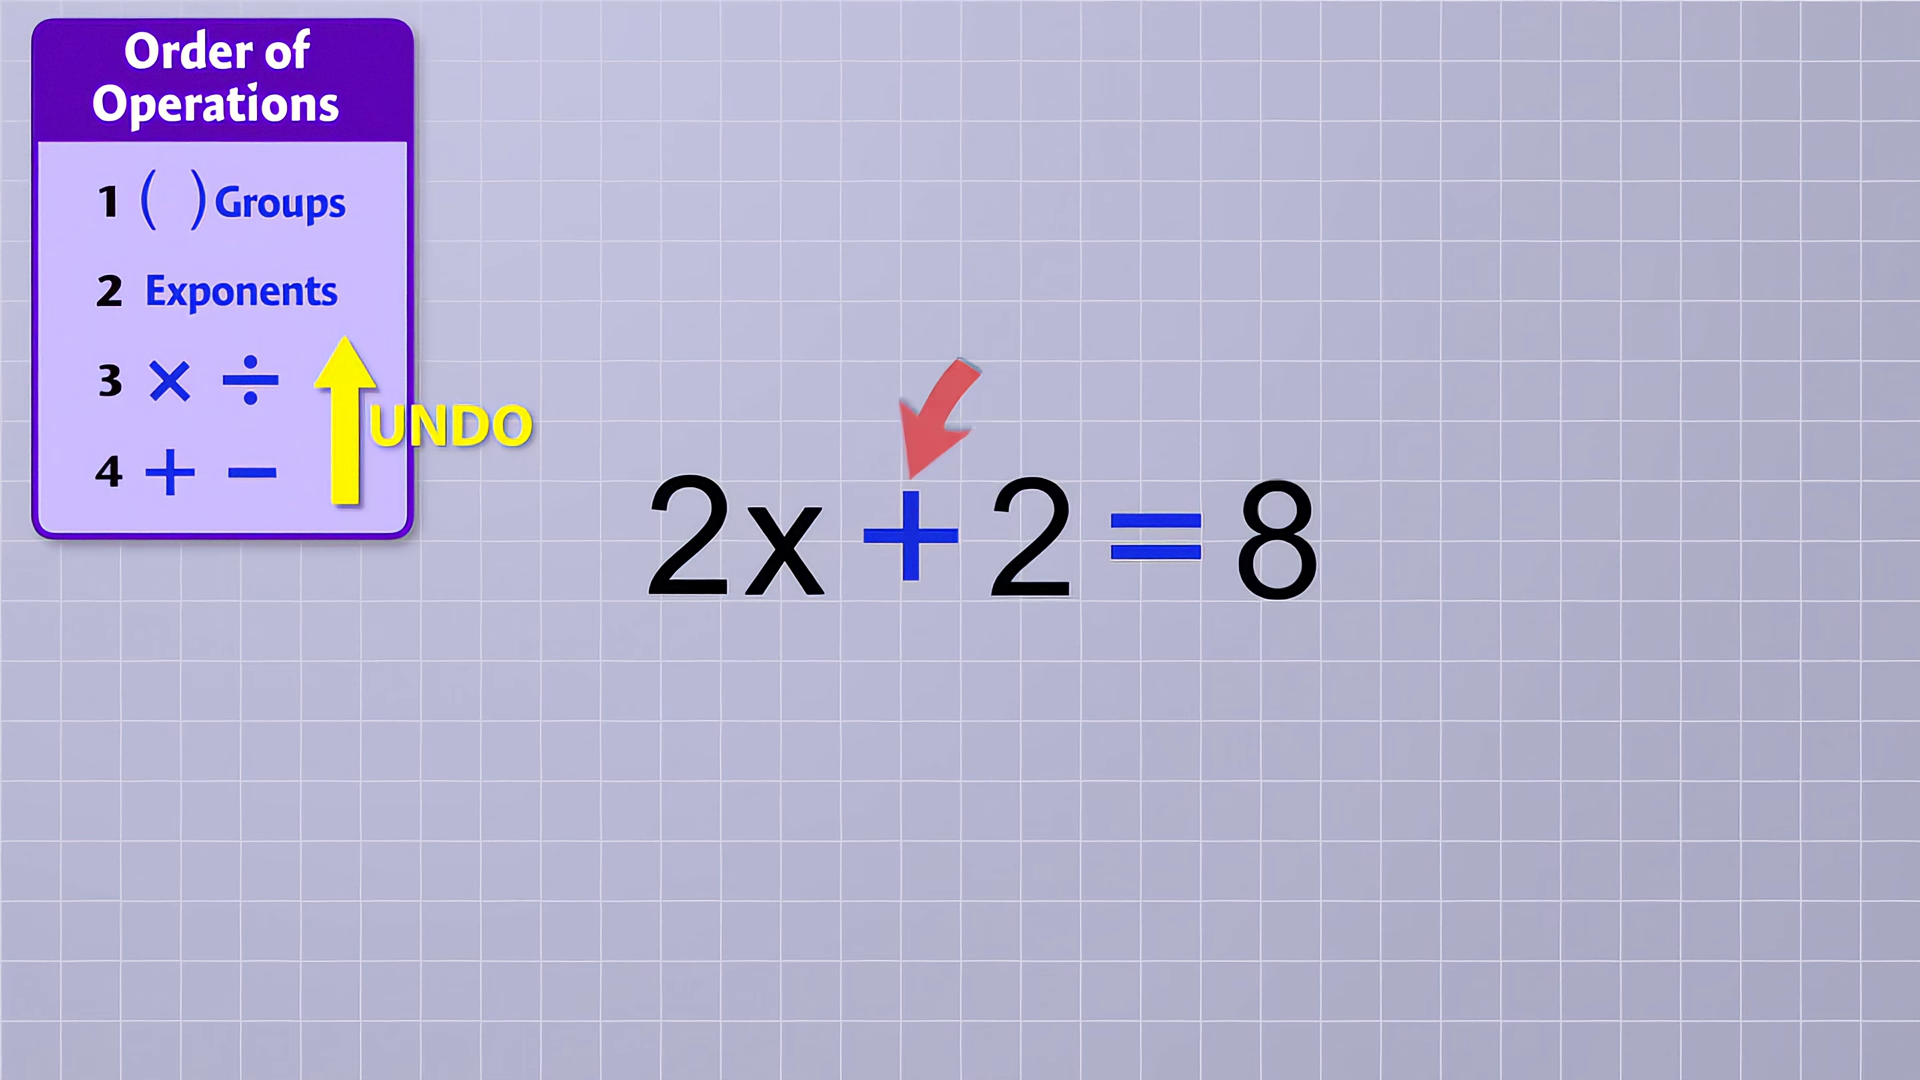 Order of
Operations
1 ( ) Groups
2 Exponents
3 × ÷
4 + −
UNDO
2x + 2 = 8